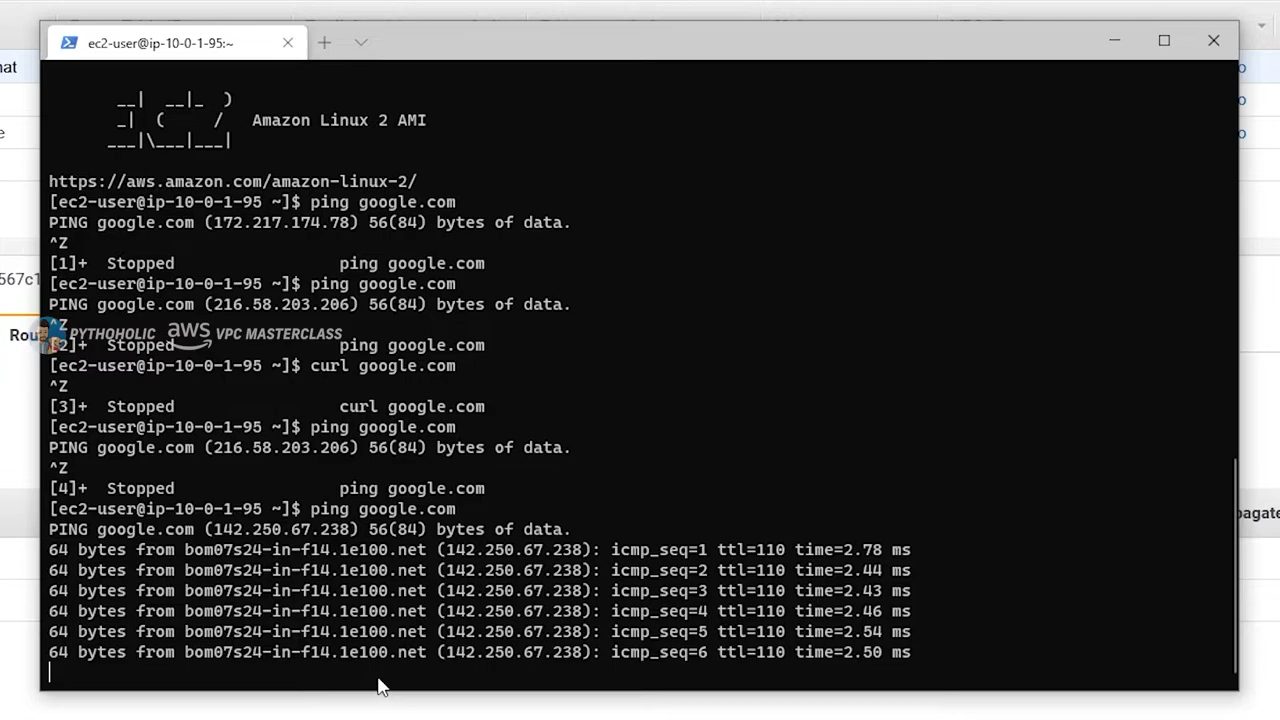 ec2-user@ip-10-0-1-95:~
nat
__|  __|_  )
_|  (     /   Amazon Linux 2 AMI
___|\___|___|
https://aws.amazon.com/amazon-linux-2/
[ec2-user@ip-10-0-1-95 ~]$ ping google.com
PING google.com (172.217.174.78) 56(84) bytes of data.
^Z
[1]+  Stopped                 ping google.com
[ec2-user@ip-10-0-1-95 ~]$ ping google.com
567c1
PING google.com (216.58.203.206) 56(84) bytes of data.
^Z
Rou
PYTHOHOLIC aws VPC MASTERCLASS
[2]+  Stopped                 ping google.com
[ec2-user@ip-10-0-1-95 ~]$ curl google.com
^Z
[3]+  Stopped                 curl google.com
[ec2-user@ip-10-0-1-95 ~]$ ping google.com
PING google.com (216.58.203.206) 56(84) bytes of data.
^Z
[4]+  Stopped                 ping google.com
[ec2-user@ip-10-0-1-95 ~]$ ping google.com
pagate
PING google.com (142.250.67.238) 56(84) bytes of data.
64 bytes from bom07s24-in-f14.1e100.net (142.250.67.238): icmp_seq=1 ttl=110 time=2.78 ms
64 bytes from bom07s24-in-f14.1e100.net (142.250.67.238): icmp_seq=2 ttl=110 time=2.44 ms
64 bytes from bom07s24-in-f14.1e100.net (142.250.67.238): icmp_seq=3 ttl=110 time=2.43 ms
64 bytes from bom07s24-in-f14.1e100.net (142.250.67.238): icmp_seq=4 ttl=110 time=2.46 ms
64 bytes from bom07s24-in-f14.1e100.net (142.250.67.238): icmp_seq=5 ttl=110 time=2.54 ms
64 bytes from bom07s24-in-f14.1e100.net (142.250.67.238): icmp_seq=6 ttl=110 time=2.50 ms